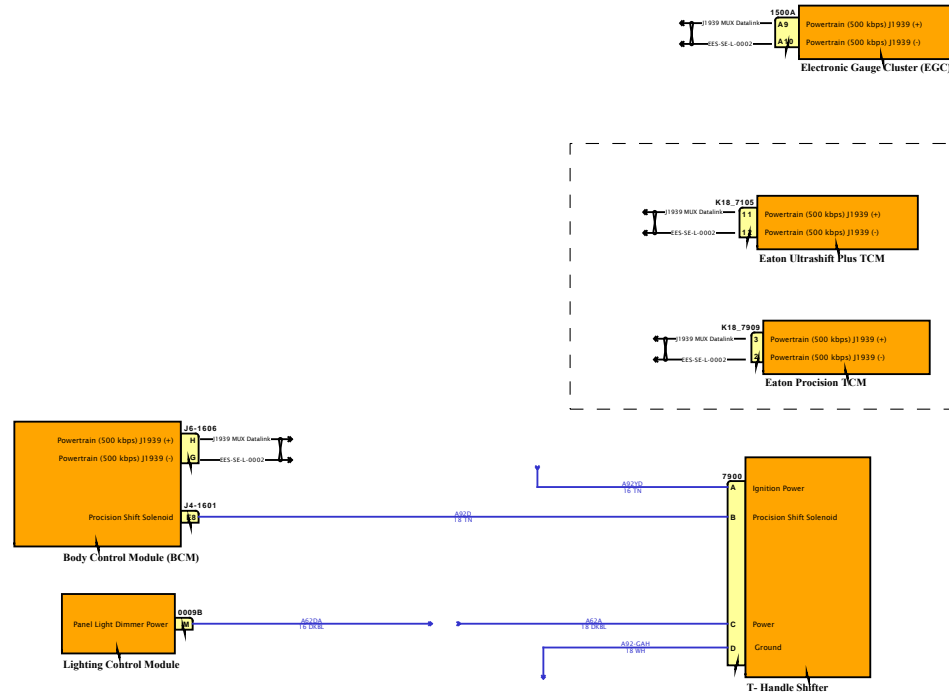 1500A
J1939 MUX Datalink
A9
Powertrain (500 kbps) J1939 (+)
EES-SE-L-0002
A10
Powertrain (500 kbps) J1939 (-)
Electronic Gauge Cluster (EGC)
K18_7105
J1939 MUX Datalink
11
Powertrain (500 kbps) J1939 (+)
EES-SE-L-0002
12
Powertrain (500 kbps) J1939 (-)
Eaton Ultrashift Plus TCM
K18_7909
J1939 MUX Datalink
3
Powertrain (500 kbps) J1939 (+)
EES-SE-L-0002
2
Powertrain (500 kbps) J1939 (-)
Eaton Procision TCM
J6-1606
Powertrain (500 kbps) J1939 (+)
H
J1939 MUX Datalink
Powertrain (500 kbps) J1939 (-)
G
EES-SE-L-0002
J4-1601
Precision Shift Solenoid
E8
A92D
18 TN
Body Control Module (BCM)
7900
A92YD
16 TN
A
Ignition Power
B
Precision Shift Solenoid
0009B
Panel Light Dimmer Power
M
A62DA
16 DKBL
Lighting Control Module
A62A
18 DKBL
C
Power
A92-GAH
18 WH
D
Ground
T- Handle Shifter